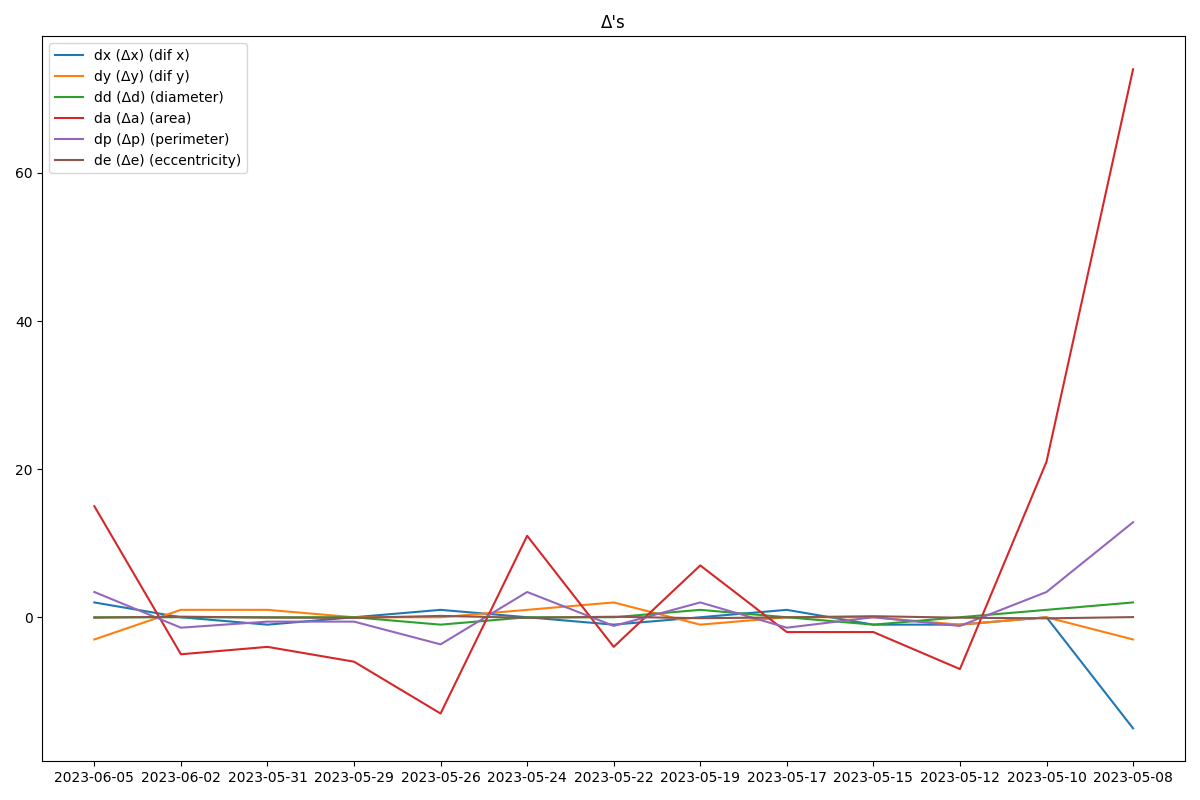 Δ's
dx (Δx) (dif x)
dy (Δy) (dif y)
dd (Δd) (diameter)
da (Δa) (area)
dp (Δp) (perimeter)
de (Δe) (eccentricity)
60
40
20
0
2023-06-05 2023-06-02 2023-05-31 2023-05-29 2023-05-26 2023-05-24 2023-05-22 2023-05-19 2023-05-17 2023-05-15 2023-05-12 2023-05-10 2023-05-08